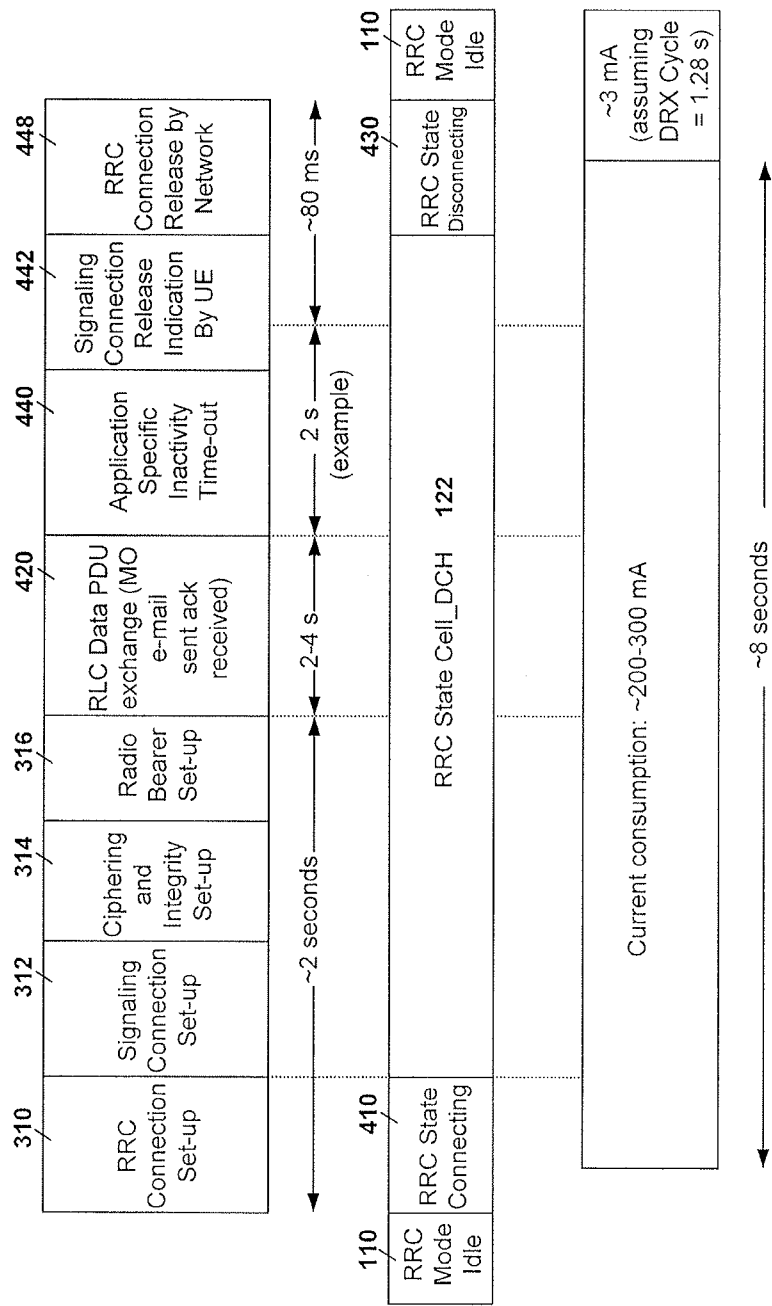 310
RRC
Connection
Set-up
312
Signaling
Connection
Set-up
314
Ciphering
and
Integrity
Set-up
316
Radio
Bearer
Set-up
420
RLC Data PDU
exchange (MO
e-mail
sent ack
received)
440
Application
Specific
Inactivity
Time-out
442
Signaling
Connection
Release
Indication
By UE
448
RRC
Connection
Release by
Network
~2 seconds
2-4 s
2 s
(example)
~80 ms
110
RRC
Mode
Idle
410
RRC State
Connecting
RRC State Cell_DCH 122
430
RRC State
Disconnecting
110
RRC
Mode
Idle
Current consumption: ~200-300 mA
~3 mA
(assuming
DRX Cycle
= 1.28 s)
~8 seconds